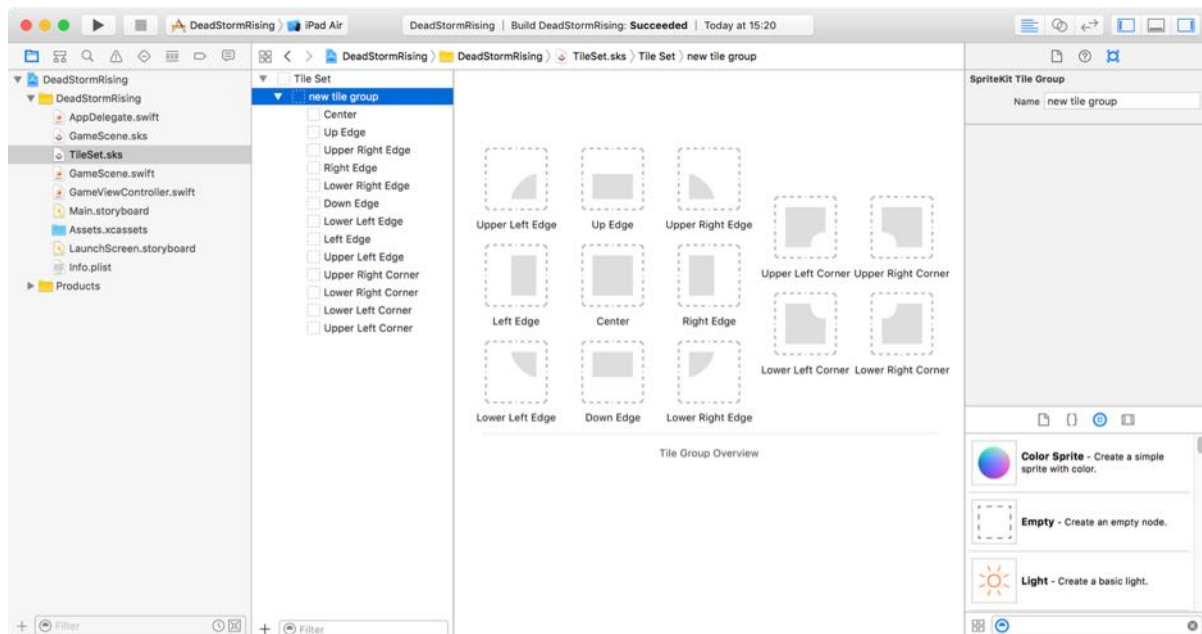 DeadStormRising 〉 iPad Air
DeadStormRising | Build DeadStormRising: Succeeded | Today at 15:20
DeadStormRising 〉 DeadStormRising 〉 TileSet.sks 〉 Tile Set 〉 new tile group
DeadStormRising
DeadStormRising
AppDelegate.swift
GameScene.sks
TileSet.sks
GameScene.swift
GameViewController.swift
Main.storyboard
Assets.xcassets
LaunchScreen.storyboard
Info.plist
Products
Filter
Tile Set
new tile group
Center
Up Edge
Upper Right Edge
Right Edge
Lower Right Edge
Down Edge
Lower Left Edge
Left Edge
Upper Left Edge
Upper Right Corner
Lower Right Corner
Lower Left Corner
Upper Left Corner
Filter
Upper Left Edge Up Edge Upper Right Edge
Left Edge Center Right Edge
Lower Left Edge Down Edge Lower Right Edge
Upper Left Corner Upper Right Corner
Lower Left Corner Lower Right Corner
Tile Group Overview
SpriteKit Tile Group
Name new tile group
Color Sprite - Create a simple
sprite with color.
Empty - Create an empty node.
Light - Create a basic light.